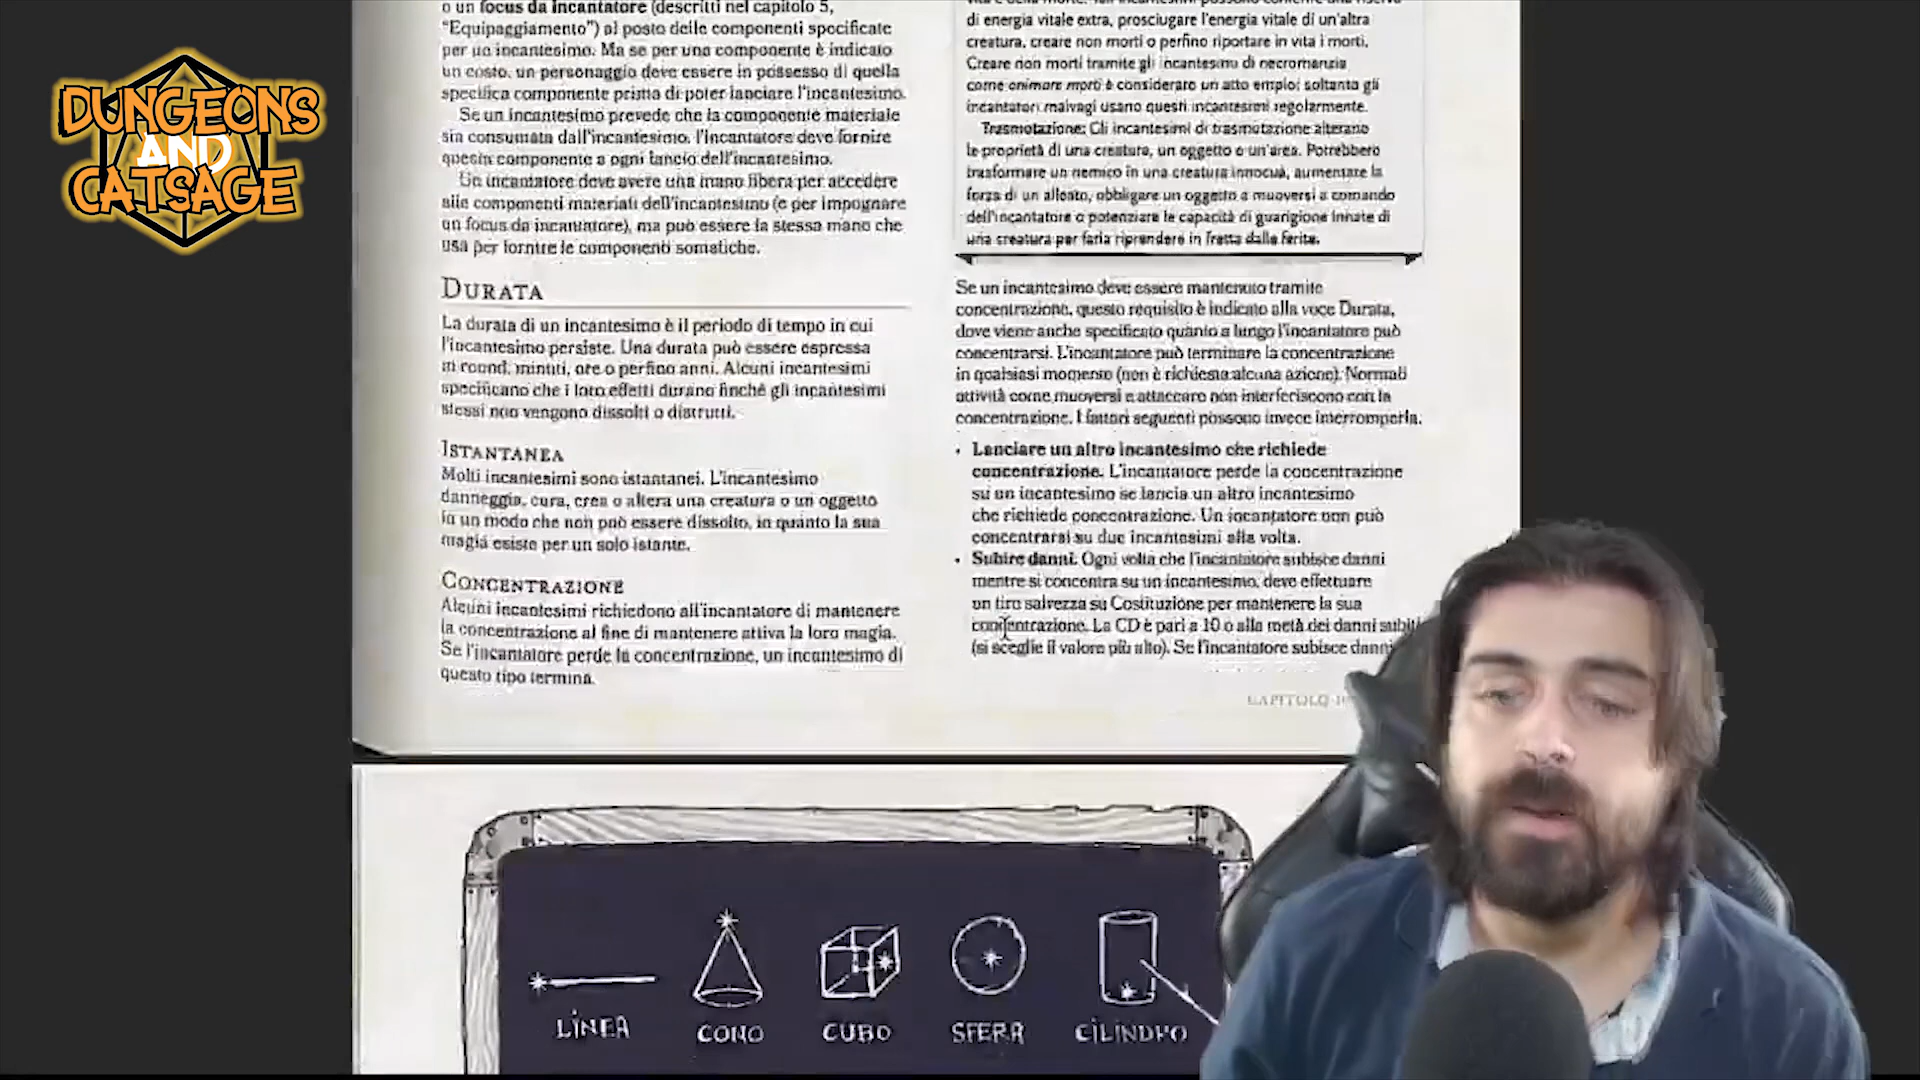 DUNGEONS
AND
CATSAGE
o un focus da incantatore (descritti nel capitolo 5,
"Equipaggiamento") al posto delle componenti specificate
per un incantesimo. Ma se per una componente è indicato
un costo, un personaggio deve essere in possesso di quella
specifica componente prima di poter lanciare l'incantesimo.
Se un incantesimo prevede che la componente materiale
sia consumata dall'incantesimo, l'incantatore deve fornire
questa componente a ogni lancio dell'incantesimo.
Un incantatore deve avere una mano libera per accedere
alle componenti materiali dell'incantesimo (o per impugnare
un focus da incantatore), ma può essere la stessa mano che
usa per fornire le componenti somatiche.
DURATA
La durata di un incantesimo è il periodo di tempo in cui
l'incantesimo persiste. Una durata può essere espressa
in round, minuti, ore o perfino anni. Alcuni incantesimi
specificano che i loro effetti durano finché gli incantesimi
stessi non vengono dissolti o distrutti.
ISTANTANEA
Molti incantesimi sono istantanei. L'incantesimo
danneggia, cura, crea o altera una creatura o un oggetto
in un modo che non può essere dissolto, in quanto la sua
magia esiste per un solo istante.
CONCENTRAZIONE
Alcuni incantesimi richiedono all'incantatore di mantenere
la concentrazione al fine di mantenere attiva la loro magia.
Se l'incantatore perde la concentrazione, un incantesimo di
questo tipo termina.
di energia vitale extra, prosciugare l'energia vitale di un'altra
creatura, creare non morti o perfino riportare in vita i morti.
Creare non morti tramite gli incantesimi di necromanzia
come animare morti è considerato un atto empio; soltanto gli
incantatori malvagi usano questi incantesimi regolarmente.
Trasmutazione: Gli incantesimi di trasmutazione alterano
le proprietà di una creatura, un oggetto o un'area. Potrebbero
trasformare un nemico in una creatura innocua, aumentare la
forza di un alleato, obbligare un oggetto a muoversi a comando
dell'incantatore o potenziare le capacità di guarigione innate di
una creatura per farla riprendere in fretta dalle ferite.
Se un incantesimo deve essere mantenuto tramite
concentrazione, questo requisito è indicato alla voce Durata,
dove viene anche specificato quanto a lungo l'incantatore può
concentrarsi. L'incantatore può terminare la concentrazione
in qualsiasi momento (non è richiesta alcuna azione). Normali
attività come muoversi e attaccare non interferiscono con la
concentrazione. I fattori seguenti possono invece interromperla.
• Lanciare un altro incantesimo che richiede
concentrazione. L'incantatore perde la concentrazione
su un incantesimo se lancia un altro incantesimo
che richiede concentrazione. Un incantatore non può
concentrarsi su due incantesimi alla volta.
• Subire danni. Ogni volta che l'incantatore subisce danni
mentre si concentra su un incantesimo, deve effettuare
un tiro salvezza su Costituzione per mantenere la sua
concentrazione. La CD è pari a 10 o alla metà dei danni subiti
(si sceglie il valore più alto). Se l'incantatore subisce danni
CAPITOLO
LINEA
CONO
CUBO
SFERA
CILINDRO